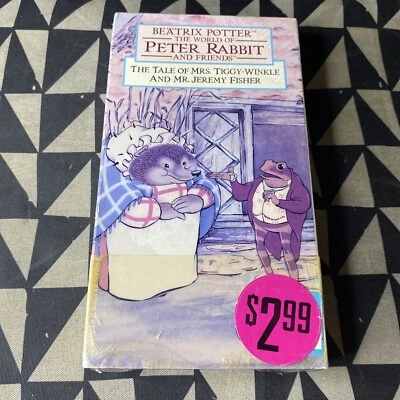 BEATRIX POTTER™
THE WORLD OF
PETER RABBIT
AND FRIENDS™
THE TALE OF MRS. TIGGY-WINKLE
AND MR. JEREMY FISHER
$2.99